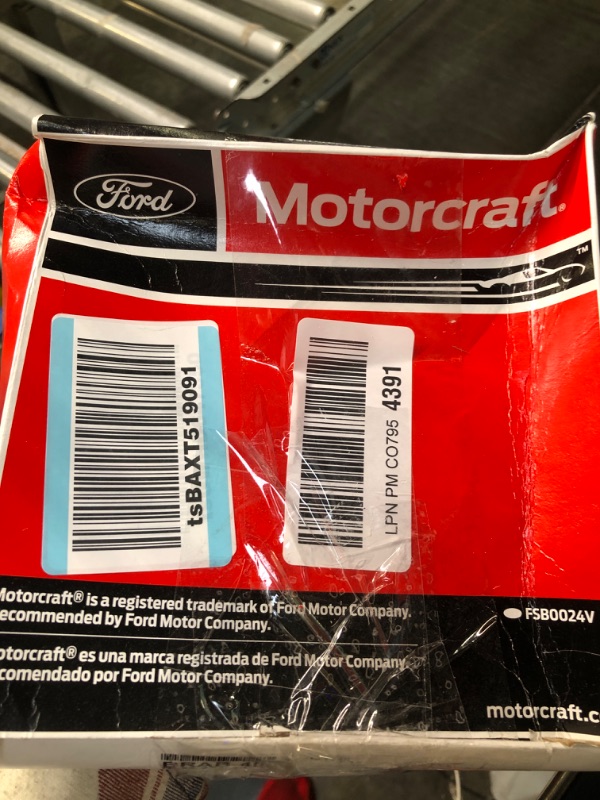 Ford
Motorcraft®
™
tsBAXT519091
LPN PM CO795 4391
Motorcraft® is a registered trademark of Ford Motor Company.
ecommended by Ford Motor Company.
FSB0024V
otorcraft® es una marca registrada de Ford Motor Company.
comendado por Ford Motor Company.
motorcraft.c